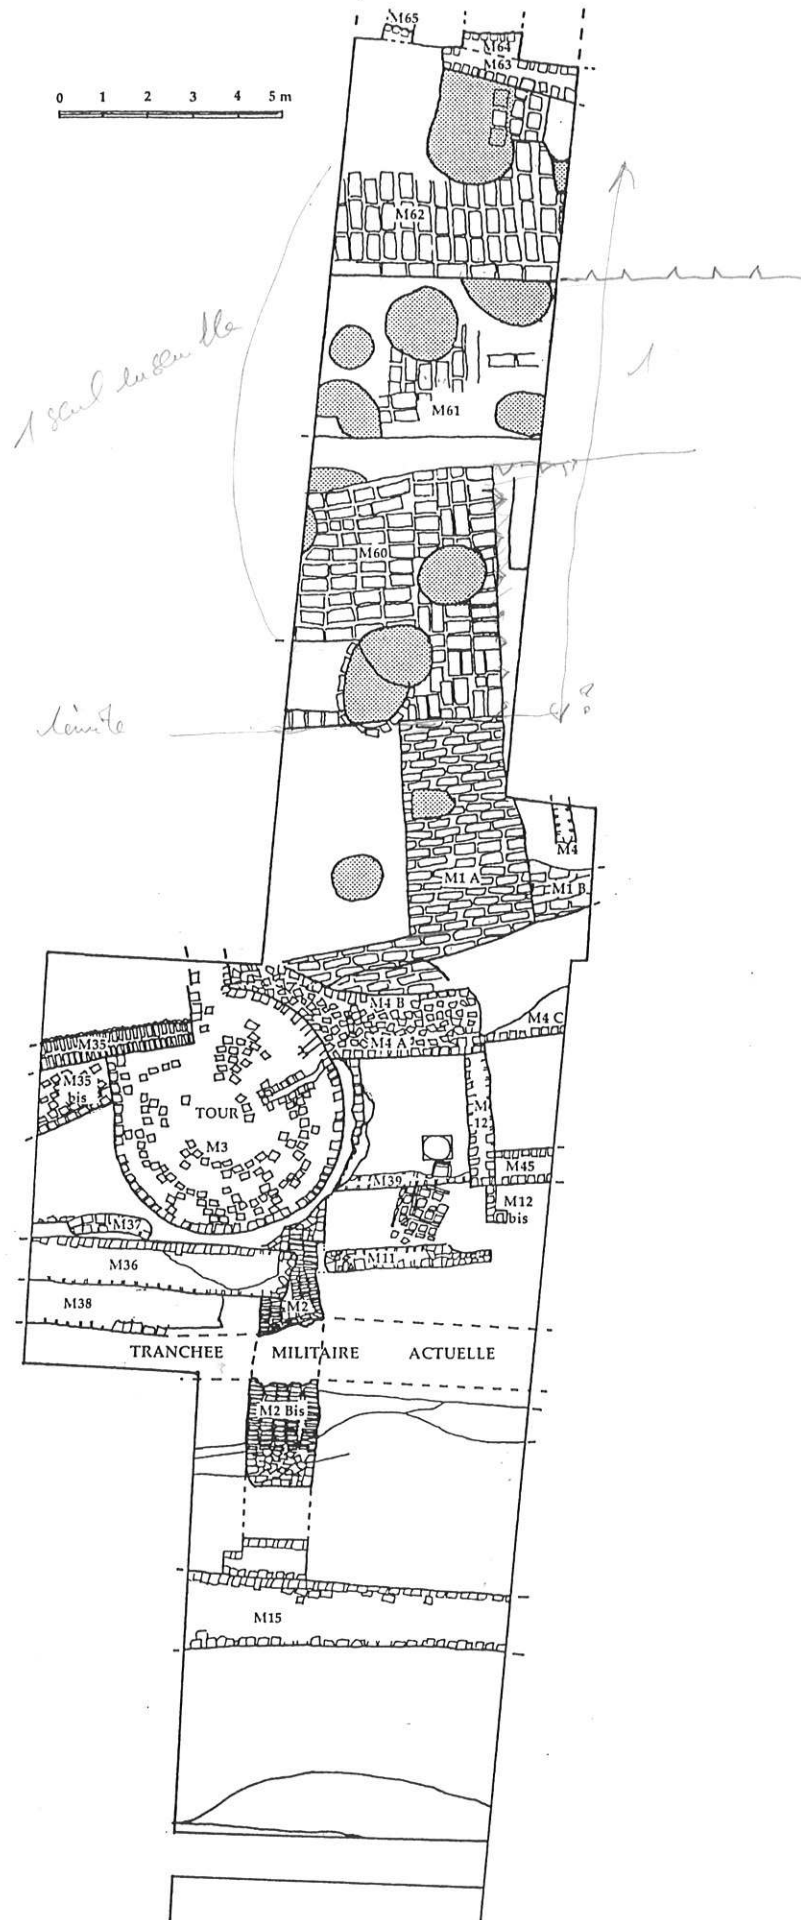 M65
M64
M63
0 1 2 3 4 5 m
M62
1 seul ensemble
1
M61
M60
?
limite
M4
M1 A
M1 B
M4 B
M4 C
M35
M4 A
M35
bis
TOUR
M3
M
12
M45
M39
M12
bis
M37
M36
M11
M38
M2
TRANCHEE MILITAIRE ACTUELLE
M2 Bis
M15